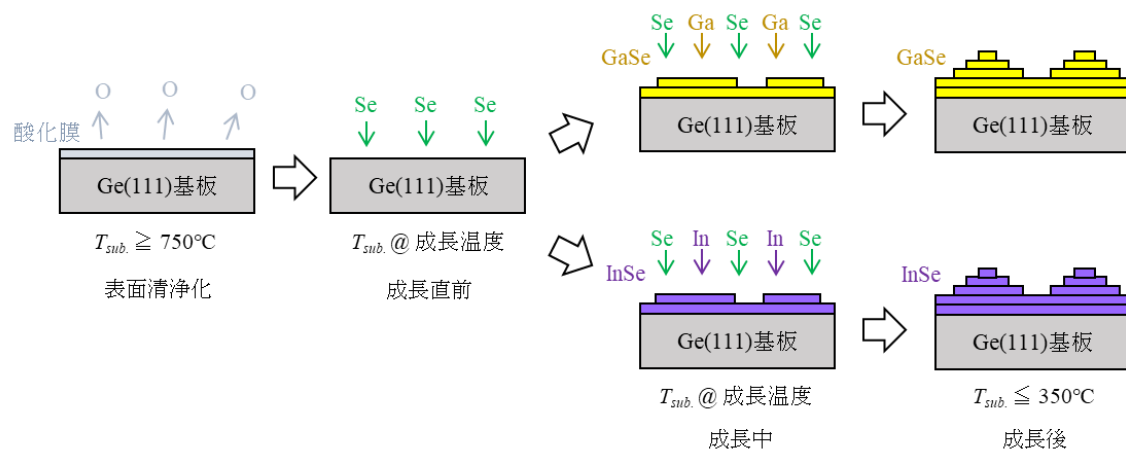 O O O
酸化膜
Ge(111)基板
Tsub. ≧ 750℃
表面清浄化
Se Se Se
Ge(111)基板
Tsub. @ 成長温度
成長直前
Se Ga Se Ga Se
GaSe
Ge(111)基板
GaSe
Ge(111)基板
Se In Se In Se
InSe
Ge(111)基板
Tsub. @ 成長温度
成長中
InSe
Ge(111)基板
Tsub. ≦ 350℃
成長後